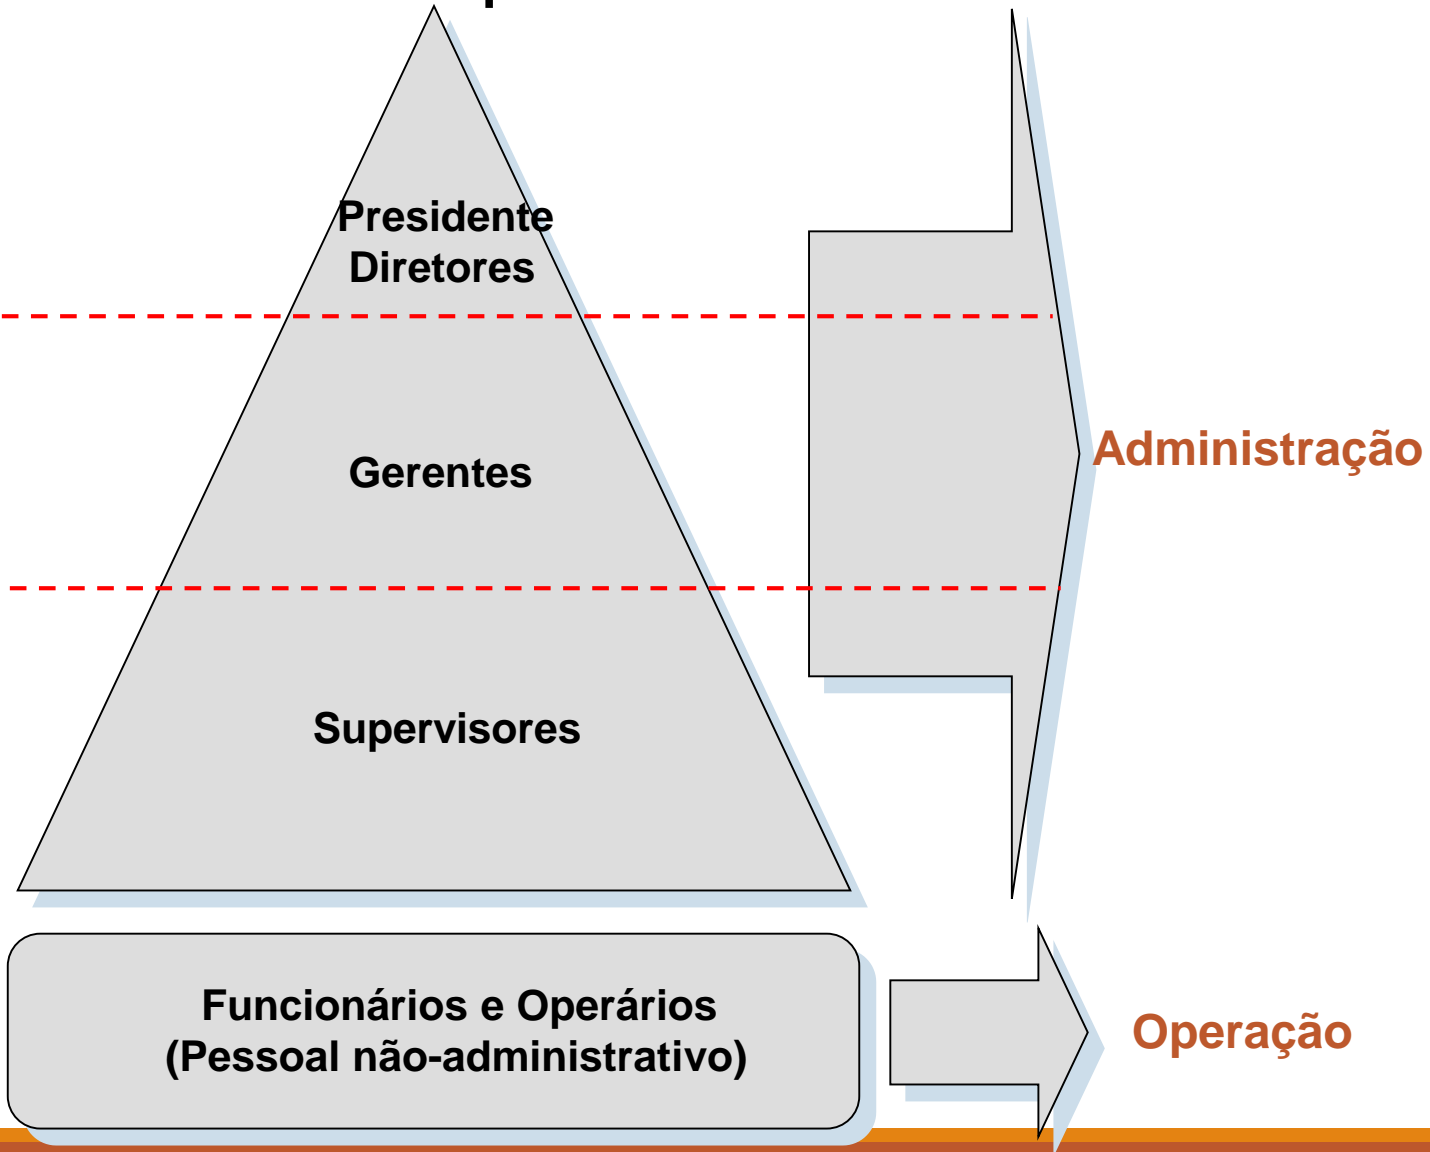 Presidente
Diretores
Gerentes
Administração
Supervisores
Funcionários e Operários
(Pessoal não-administrativo)
Operação